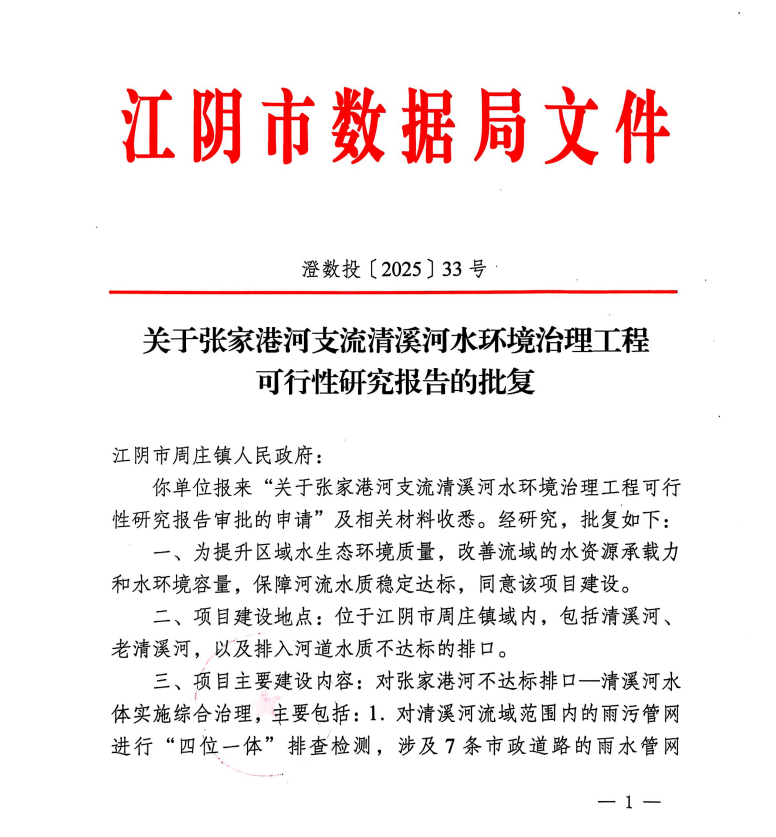 江阴市数据局文件
澄数投〔2025〕33号
关于张家港河支流清溪河水环境治理工程
可行性研究报告的批复
江阴市周庄镇人民政府：
你单位报来“关于张家港河支流清溪河水环境治理工程可行
性研究报告审批的申请”及相关材料收悉。经研究，批复如下：
一、为提升区域水生态环境质量，改善流域的水资源承载力
和水环境容量，保障河流水质稳定达标，同意该项目建设。
二、项目建设地点：位于江阴市周庄镇域内，包括清溪河、
老清溪河，以及排入河道水质不达标的排口。
三、项目主要建设内容：对张家港河不达标排口—清溪河水
体实施综合治理，主要包括：1．对清溪河流域范围内的雨污管网
进行“四位一体”排查检测，涉及7条市政道路的雨水管网
— 1 —